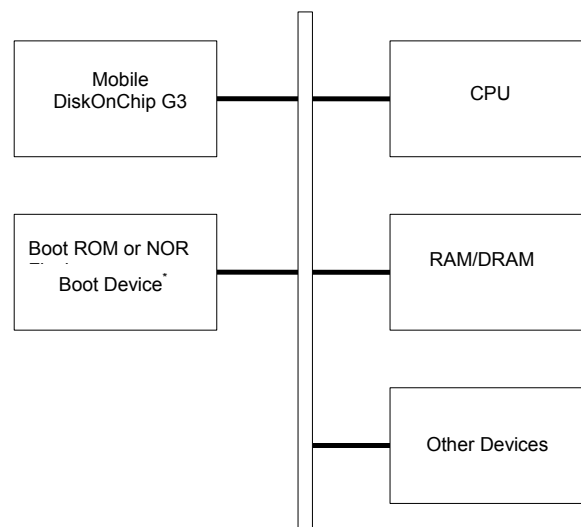 Mobile
DiskOnChip G3
CPU
Boot ROM or NOR
Boot Device*
RAM/DRAM
Other Devices